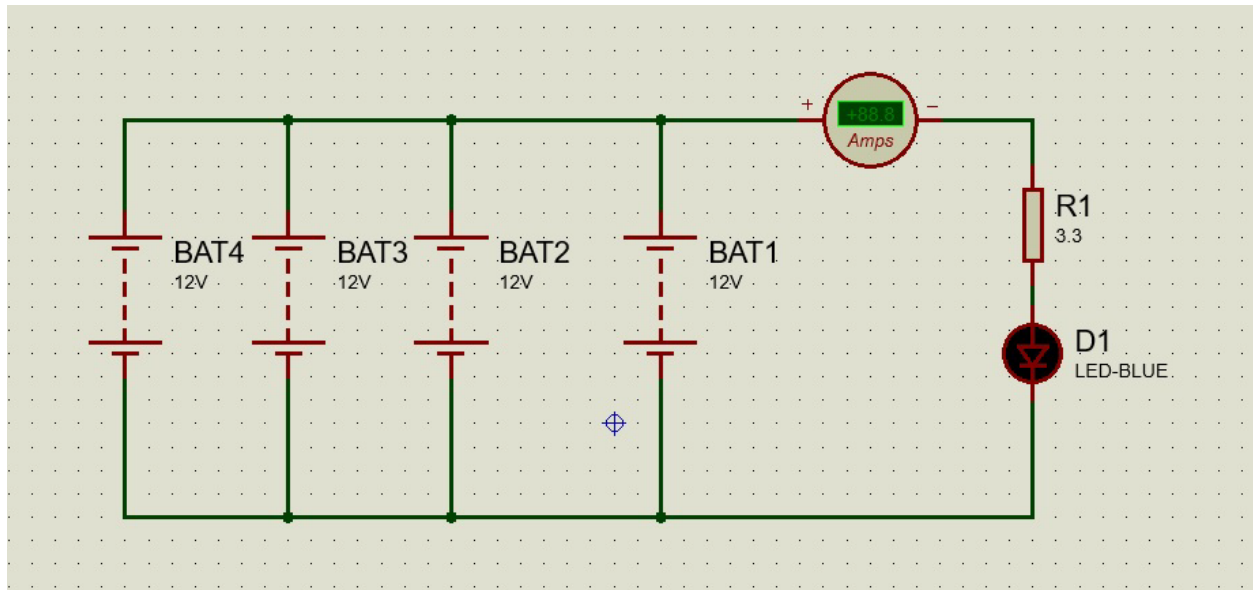 + +88.8 −
Amps
R1
3.3
BAT4
12V
BAT3
12V
BAT2
12V
BAT1
12V
D1
LED-BLUE